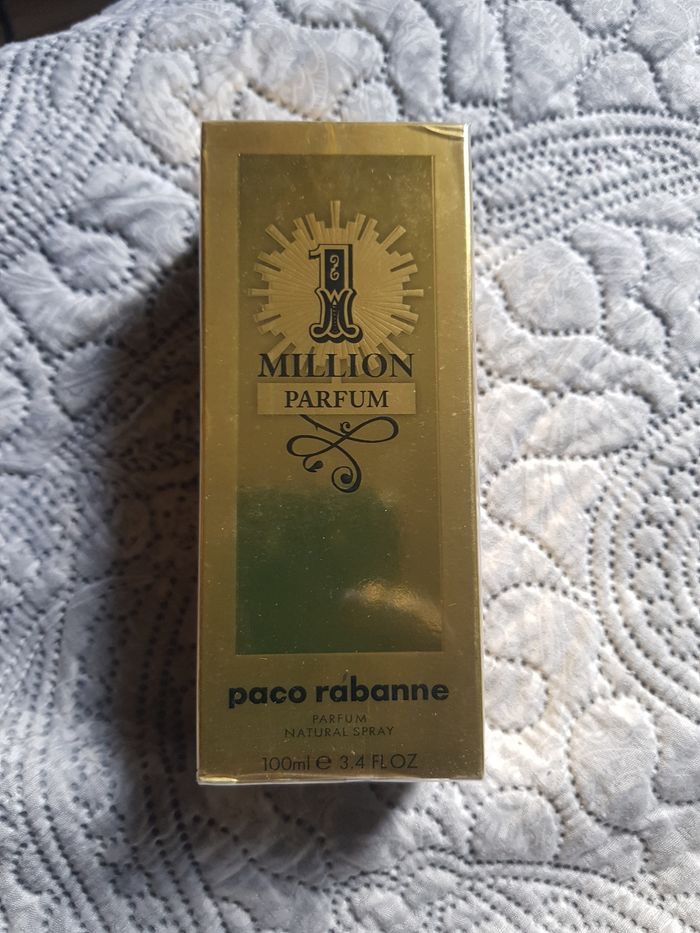 1
MILLION
PARFUM
paco rabanne
PARFUM
NATURAL SPRAY
100ml e 3.4 FL OZ